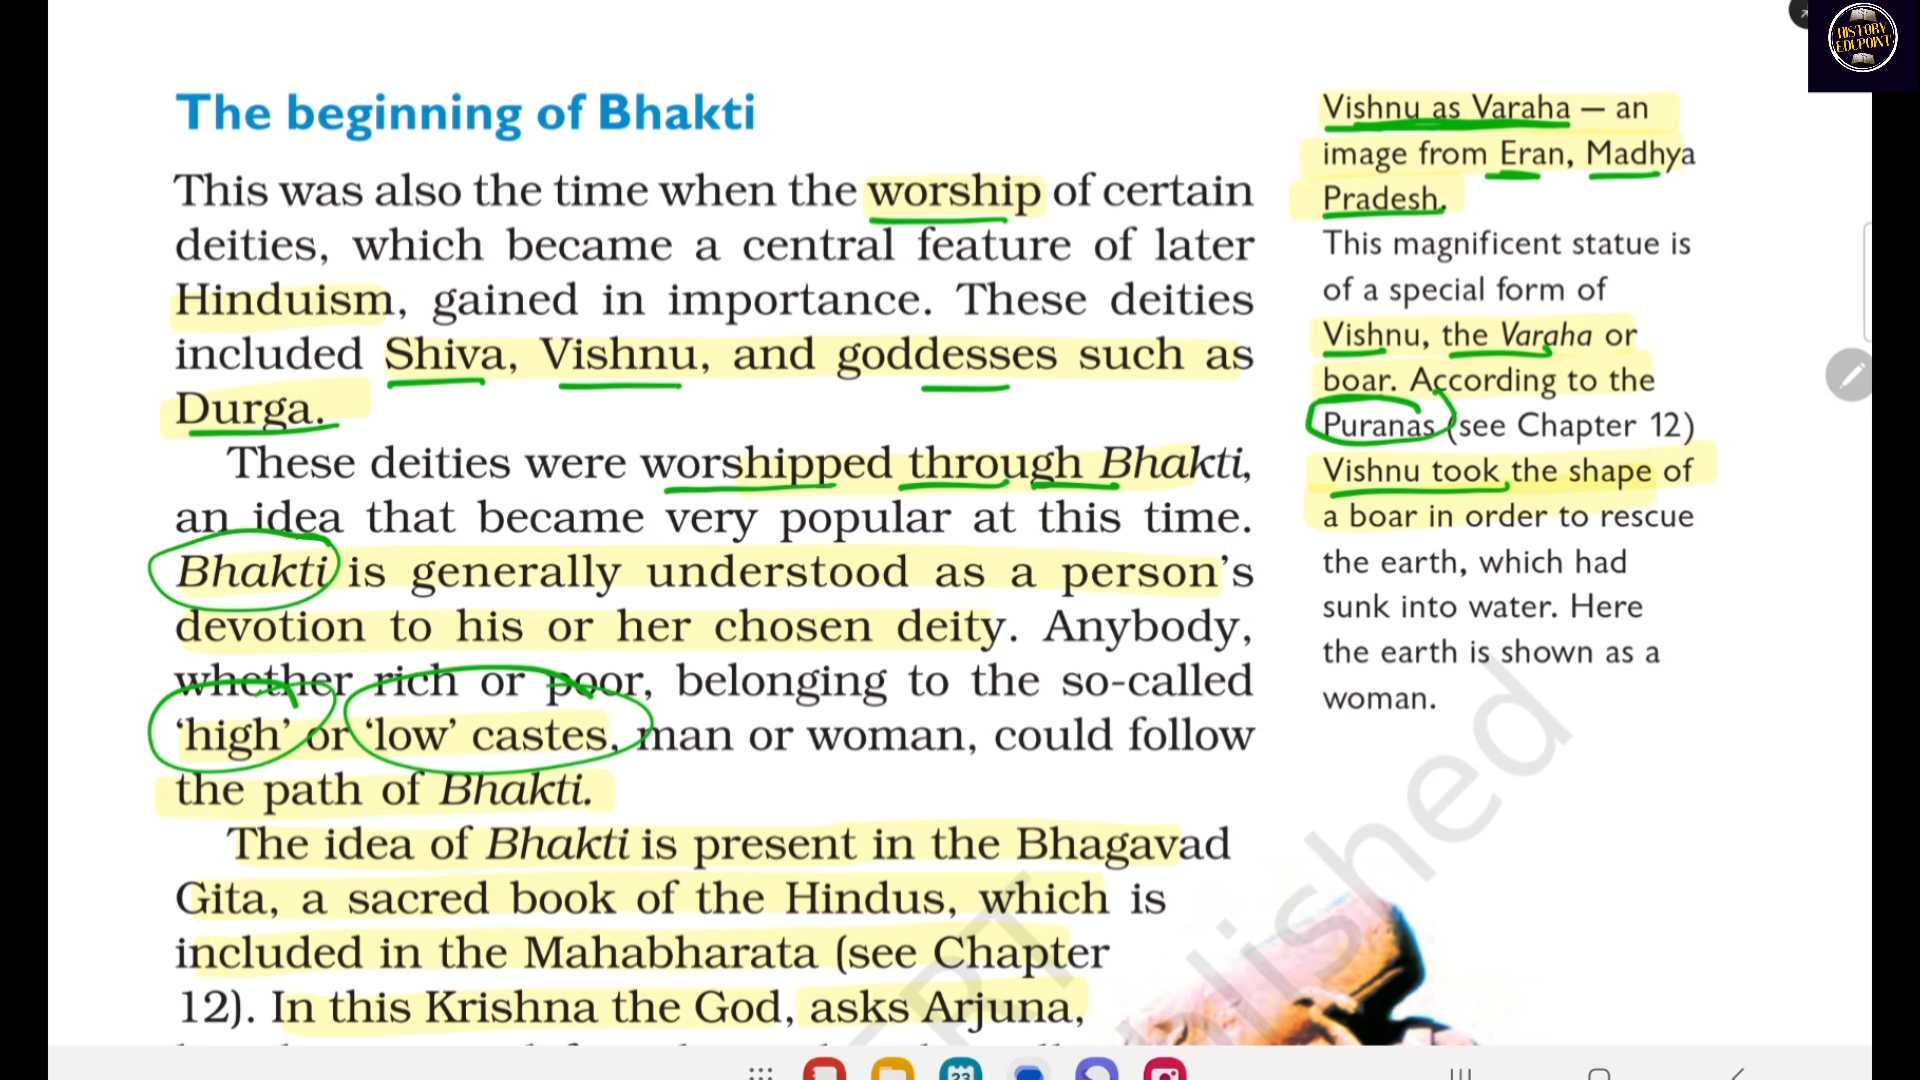 HISTORY
EDUPOINT
The beginning of Bhakti
This was also the time when the worship of certain
deities, which became a central feature of later
Hinduism, gained in importance. These deities
included Shiva, Vishnu, and goddesses such as
Durga.
These deities were worshipped through Bhakti,
an idea that became very popular at this time.
Bhakti is generally understood as a person's
devotion to his or her chosen deity. Anybody,
whether rich or poor, belonging to the so-called
‘high’ or ‘low’ castes, man or woman, could follow
the path of Bhakti.
The idea of Bhakti is present in the Bhagavad
Gita, a sacred book of the Hindus, which is
included in the Mahabharata (see Chapter
12). In this Krishna the God, asks Arjuna,
Vishnu as Varaha — an
image from Eran, Madhya
Pradesh.
This magnificent statue is
of a special form of
Vishnu, the Varaha or
boar. According to the
Puranas (see Chapter 12)
Vishnu took the shape of
a boar in order to rescue
the earth, which had
sunk into water. Here
the earth is shown as a
woman.
23